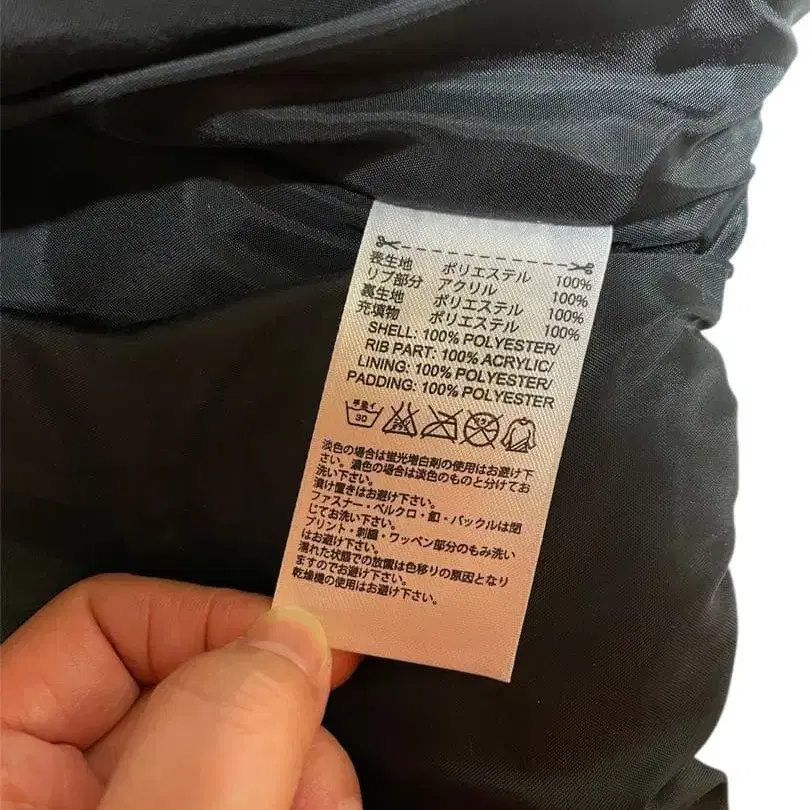 表生地 ポリエステル 100%
リブ部分 アクリル 100%
裏生地 ポリエステル 100%
充填物 ポリエステル 100%
SHELL: 100% POLYESTER/
RIB PART: 100% ACRYLIC/
LINING: 100% POLYESTER/
PADDING: 100% POLYESTER
手洗イ
30
淡色の場合は蛍光増白剤の使用はお避け下
さい。濃色の場合は淡色のものと分けてお
洗い下さい。
漬け置きはお避け下さい。
ファスナー・ベルクロ・釦・バックルは閉
じてお洗い下さい。
プリント・刺繍・ワッペン部分のもみ洗い
はお避け下さい。
濡れた状態での放置は色移りの原因となり
ますのでお避け下さい。
乾燥機の使用はお避け下さい。